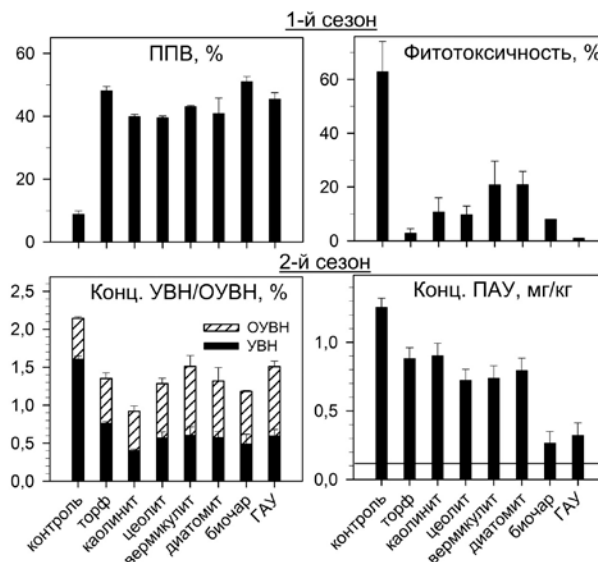 1-й сезон
ППВ, %
60
40
20
0
Фитотоксичность, %
60
40
20
0
2-й сезон
Конц. УВН/ОУВН, %
ОУВН
УВН
2,5
2,0
1,5
1,0
0,5
0,0
контроль
торф
каолинит
цеолит
вермикулит
диатомит
биочар
ГАУ
Конц. ПАУ, мг/кг
1,0
0,5
0,0
контроль
торф
каолинит
цеолит
вермикулит
диатомит
биочар
ГАУ